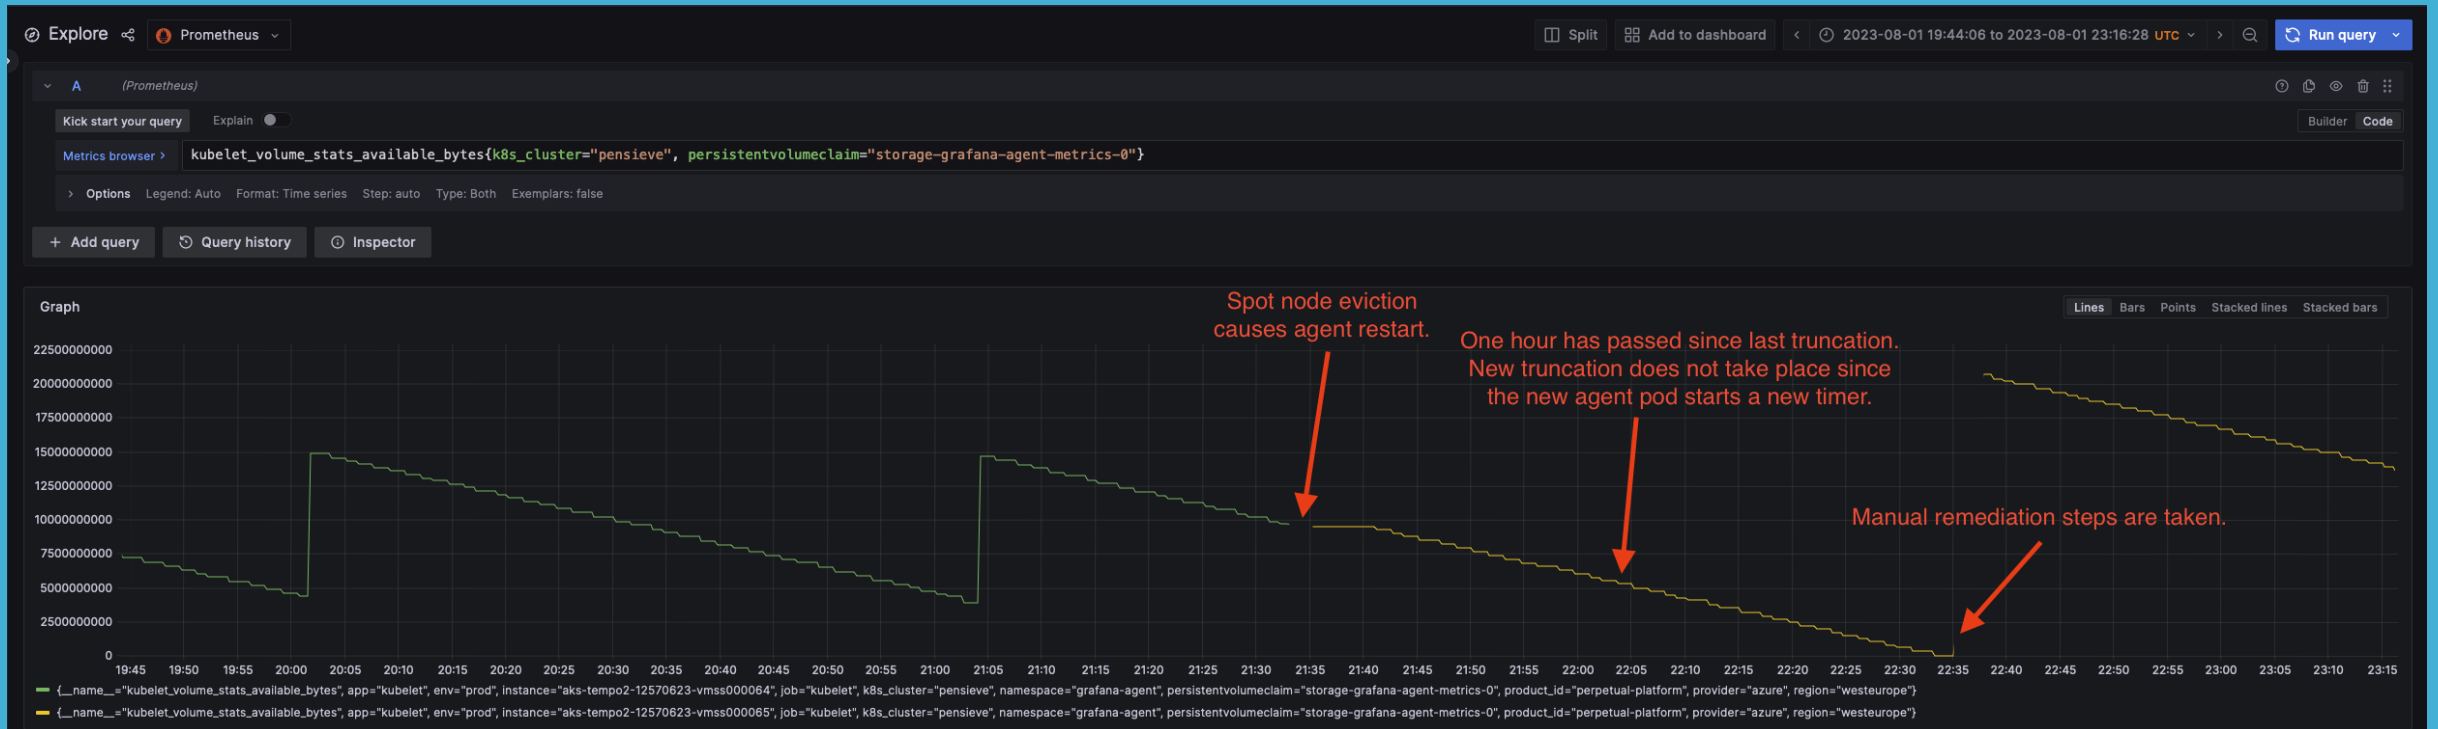 Explore
Prometheus
Split
Add to dashboard
2023-08-01 19:44:06 to 2023-08-01 23:16:28 UTC
Run query
A
(Prometheus)
Kick start your query
Explain
Builder
Code
Metrics browser >
kubelet_volume_stats_available_bytes{k8s_cluster="pensieve", persistentvolumeclaim="storage-grafana-agent-metrics-0"}
Options Legend: Auto Format: Time series Step: auto Type: Both Exemplars: false
+ Add query
Query history
Inspector
Graph
Lines Bars Points Stacked lines Stacked bars
Spot node eviction
causes agent restart.
One hour has passed since last truncation.
New truncation does not take place since
the new agent pod starts a new timer.
Manual remediation steps are taken.
22500000000
20000000000
17500000000
15000000000
12500000000
10000000000
7500000000
5000000000
2500000000
0
19:45 19:50 19:55 20:00 20:05 20:10 20:15 20:20 20:25 20:30 20:35 20:40 20:45 20:50 20:55 21:00 21:05 21:10 21:15 21:20 21:25 21:30 21:35 21:40 21:45 21:50 21:55 22:00 22:05 22:10 22:15 22:20 22:25 22:30 22:35 22:40 22:45 22:50 22:55 23:00 23:05 23:10 23:15
{__name__="kubelet_volume_stats_available_bytes", app="kubelet", env="prod", instance="aks-tempo2-12570623-vmss000064", job="kubelet", k8s_cluster="pensieve", namespace="grafana-agent", persistentvolumeclaim="storage-grafana-agent-metrics-0", product_id="perpetual-platform", provider="azure", region="westeurope"}
{__name__="kubelet_volume_stats_available_bytes", app="kubelet", env="prod", instance="aks-tempo2-12570623-vmss000065", job="kubelet", k8s_cluster="pensieve", namespace="grafana-agent", persistentvolumeclaim="storage-grafana-agent-metrics-0", product_id="perpetual-platform", provider="azure", region="westeurope"}